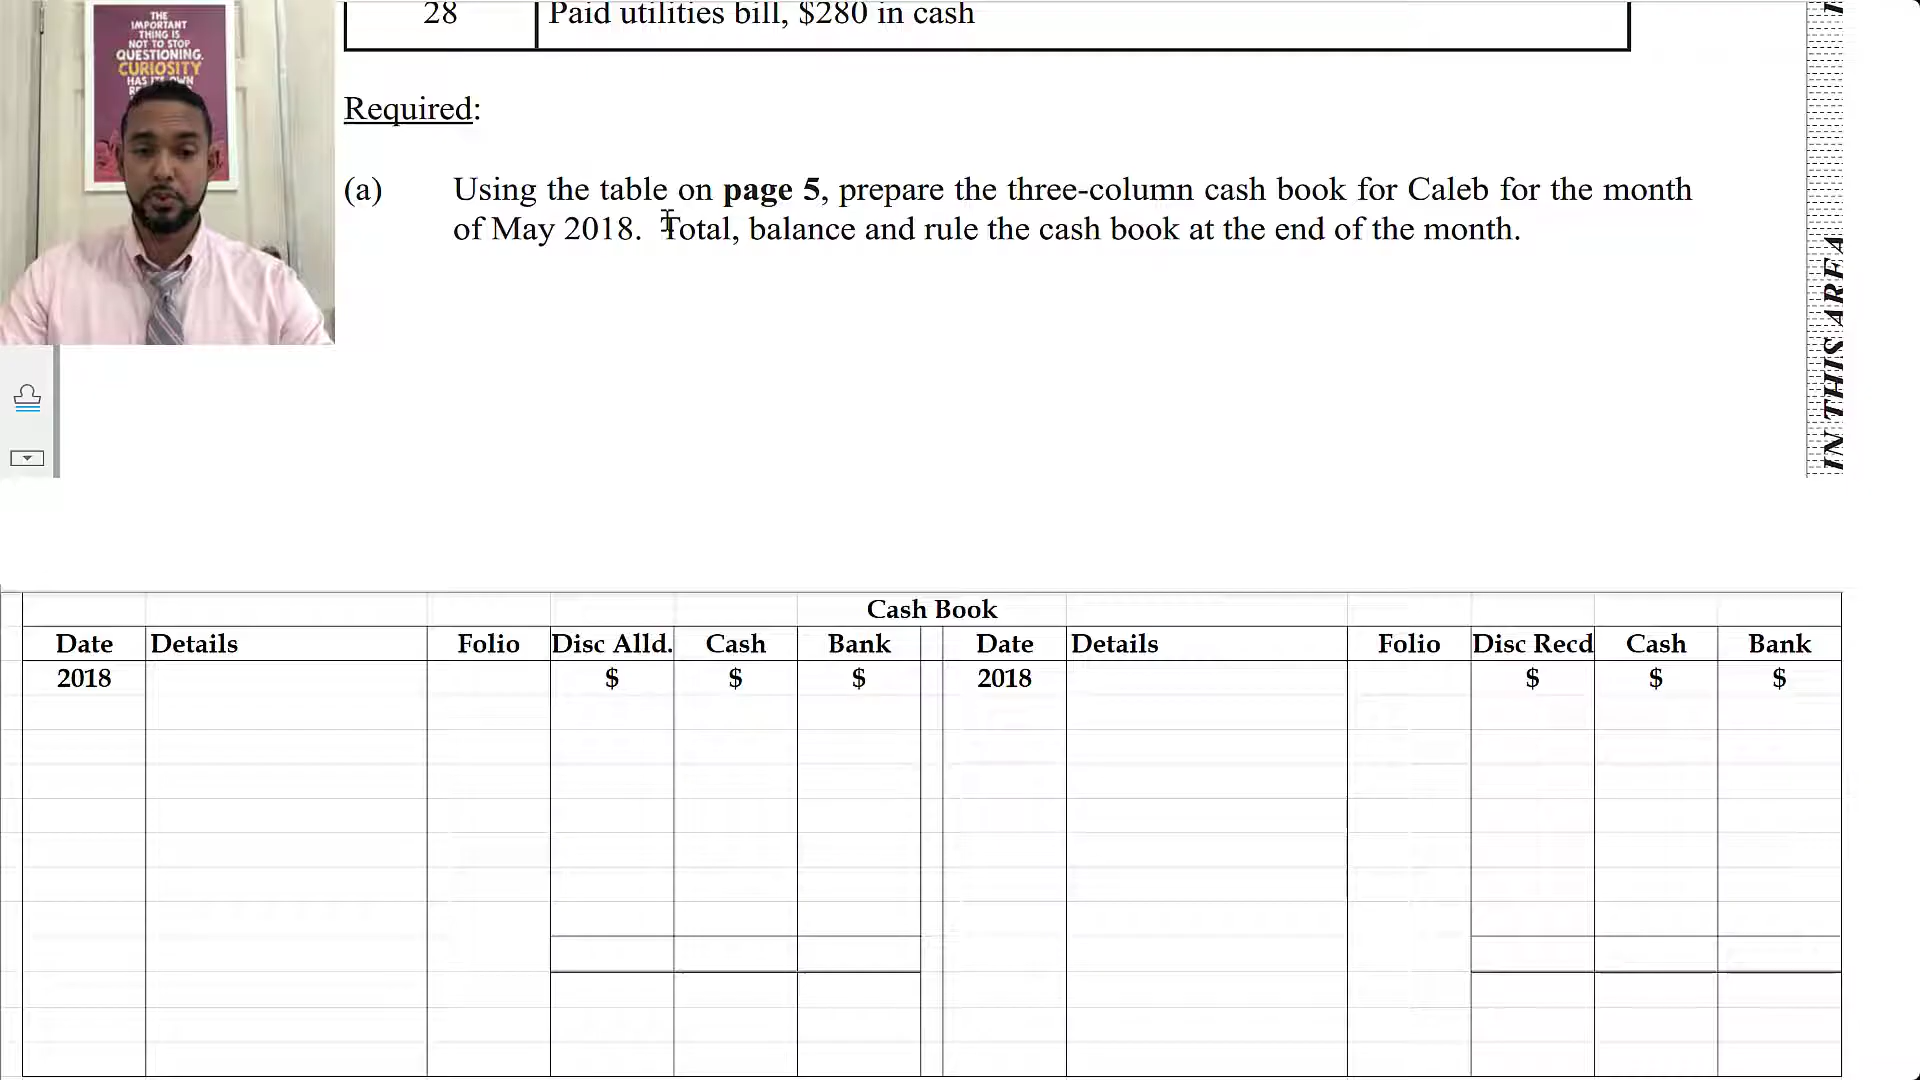 THE
IMPORTANT
THING IS
NOT TO STOP
QUESTIONING.
CURIOSITY
HAS ITS OWN
28 Paid utilities bill, $280 in cash
Required:
(a) Using the table on page 5, prepare the three-column cash book for Caleb for the month
of May 2018. Total, balance and rule the cash book at the end of the month.
IN THIS AREA
Cash Book
Date Details Folio Disc Alld. Cash Bank Date Details Folio Disc Recd Cash Bank
2018 $ $ $ 2018 $ $ $